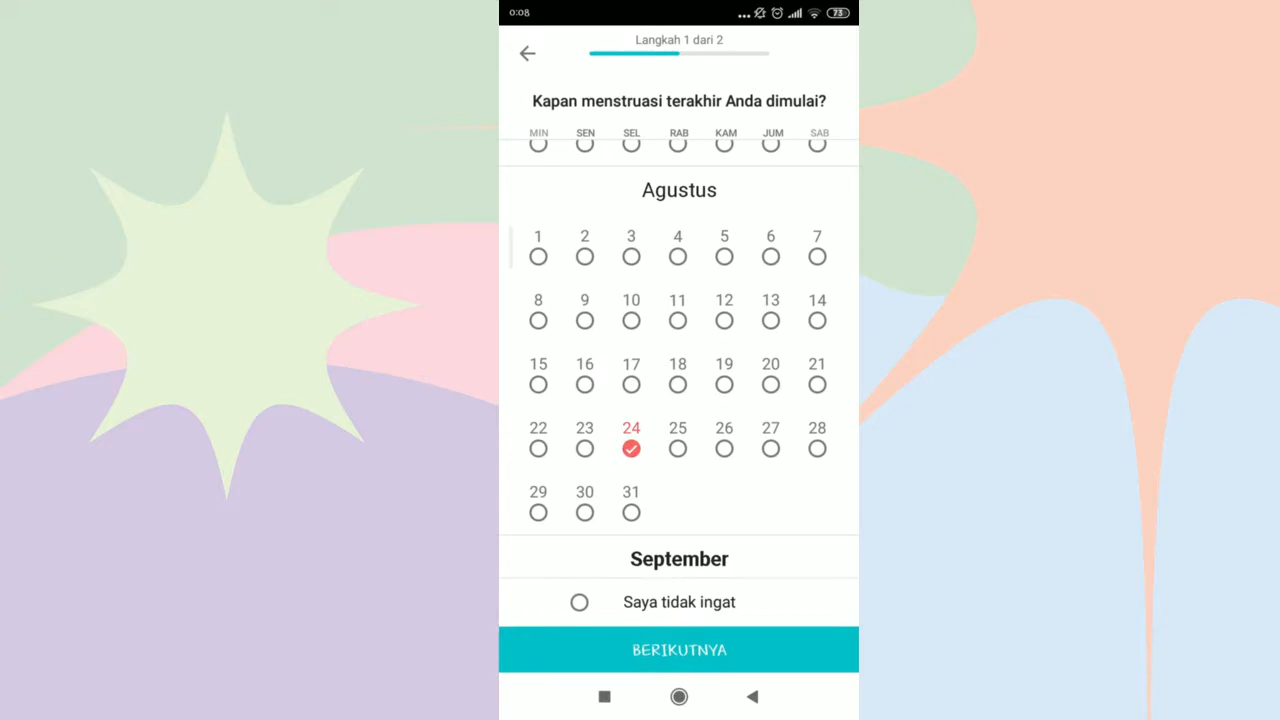 0:08
73
Langkah 1 dari 2
Kapan menstruasi terakhir Anda dimulai?
MIN SEN SEL RAB KAM JUM SAB
Agustus
1 2 3 4 5 6 7
8 9 10 11 12 13 14
15 16 17 18 19 20 21
22 23 24 25 26 27 28
29 30 31
September
Saya tidak ingat
BERIKUTNYA